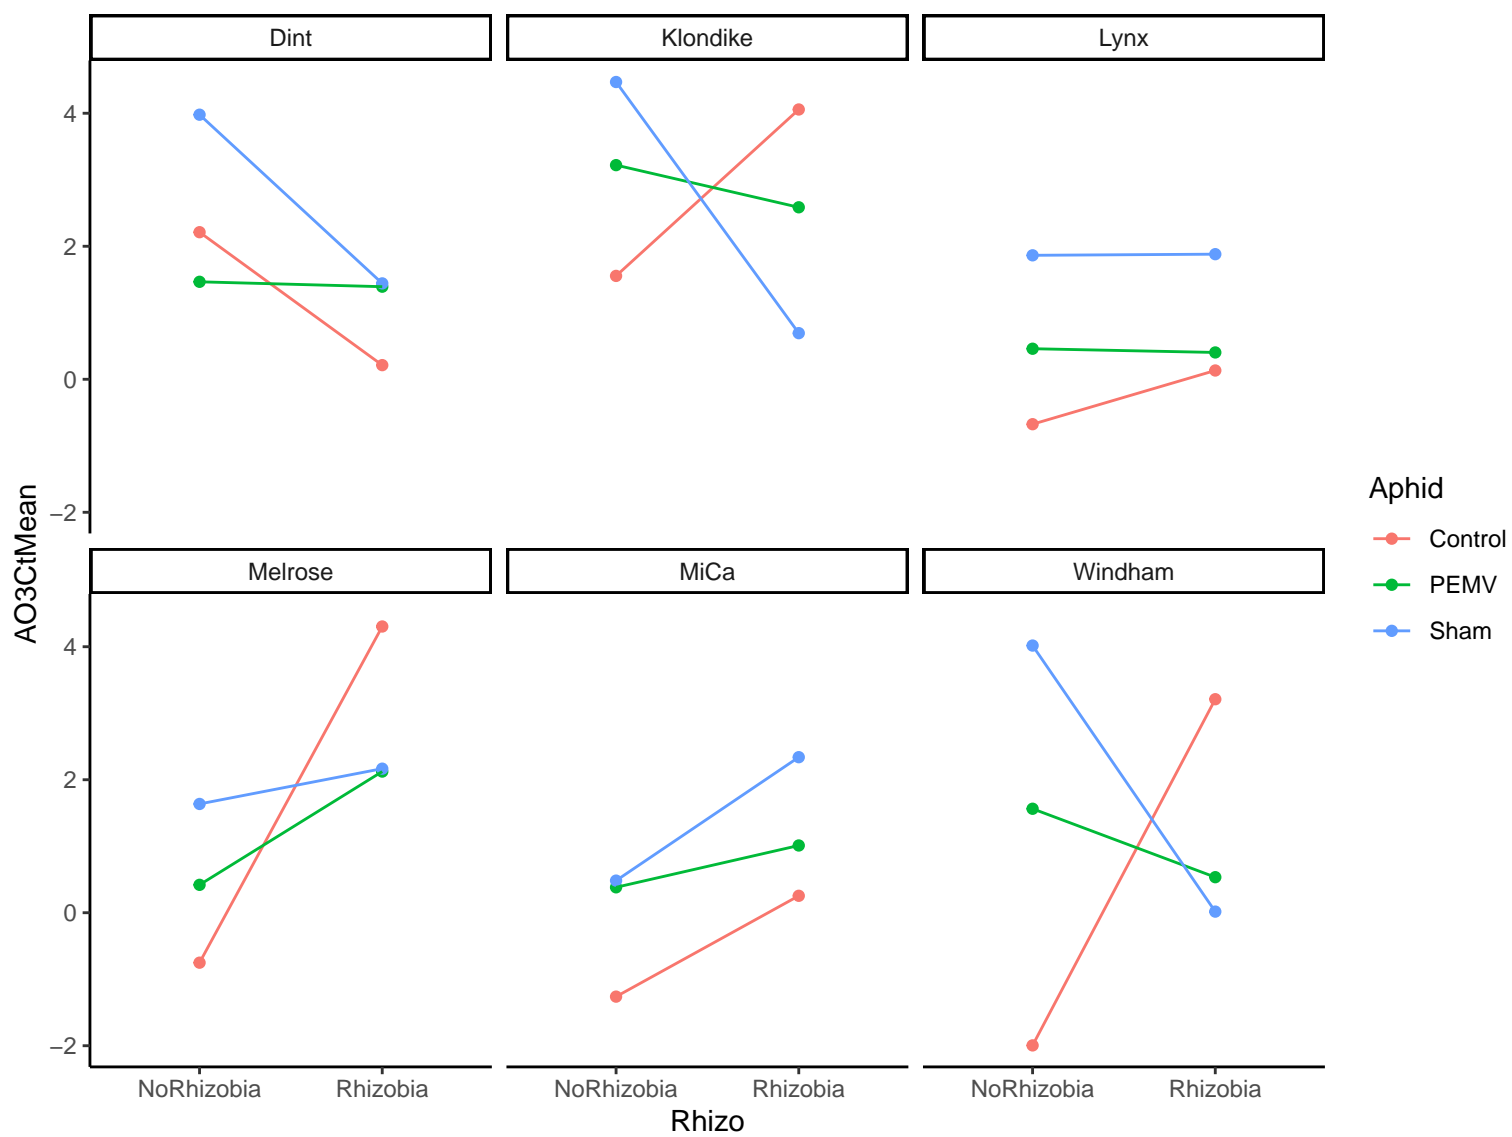 Dint
Klondike
Lynx
4
2
0
−2
Melrose
MiCa
Windham
4
2
0
−2
NoRhizobia
Rhizobia
NoRhizobia
Rhizobia
NoRhizobia
Rhizobia
Rhizo
AO3CtMean
Aphid
Control
PEMV
Sham